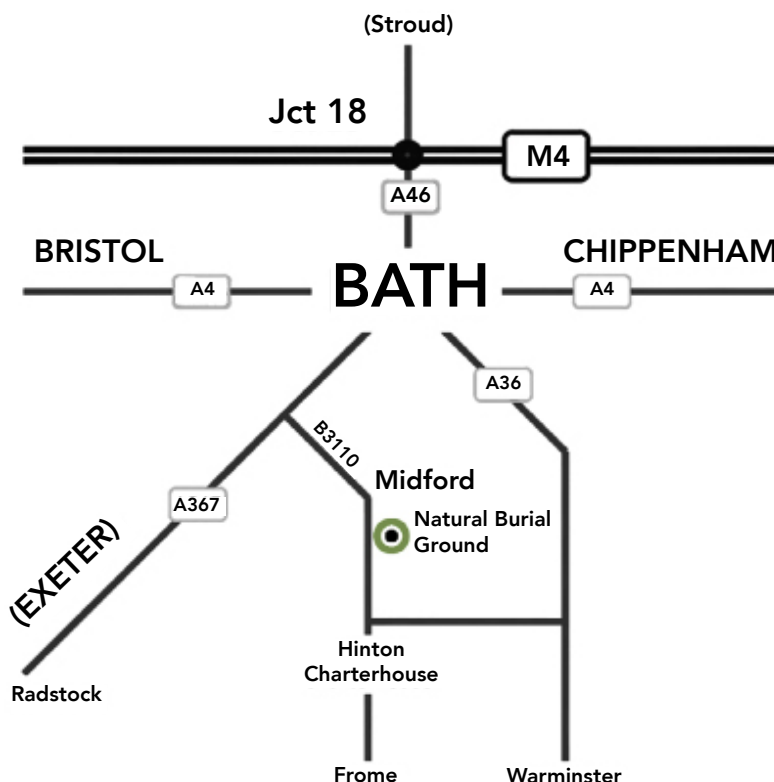 (Stroud)
Jct 18
M4
A46
BRISTOL
CHIPPENHAM
A4
BATH
A4
A36
B3110
Midford
A367
Natural Burial
Ground
(EXETER)
Hinton
Charterhouse
Radstock
Frome
Warminster